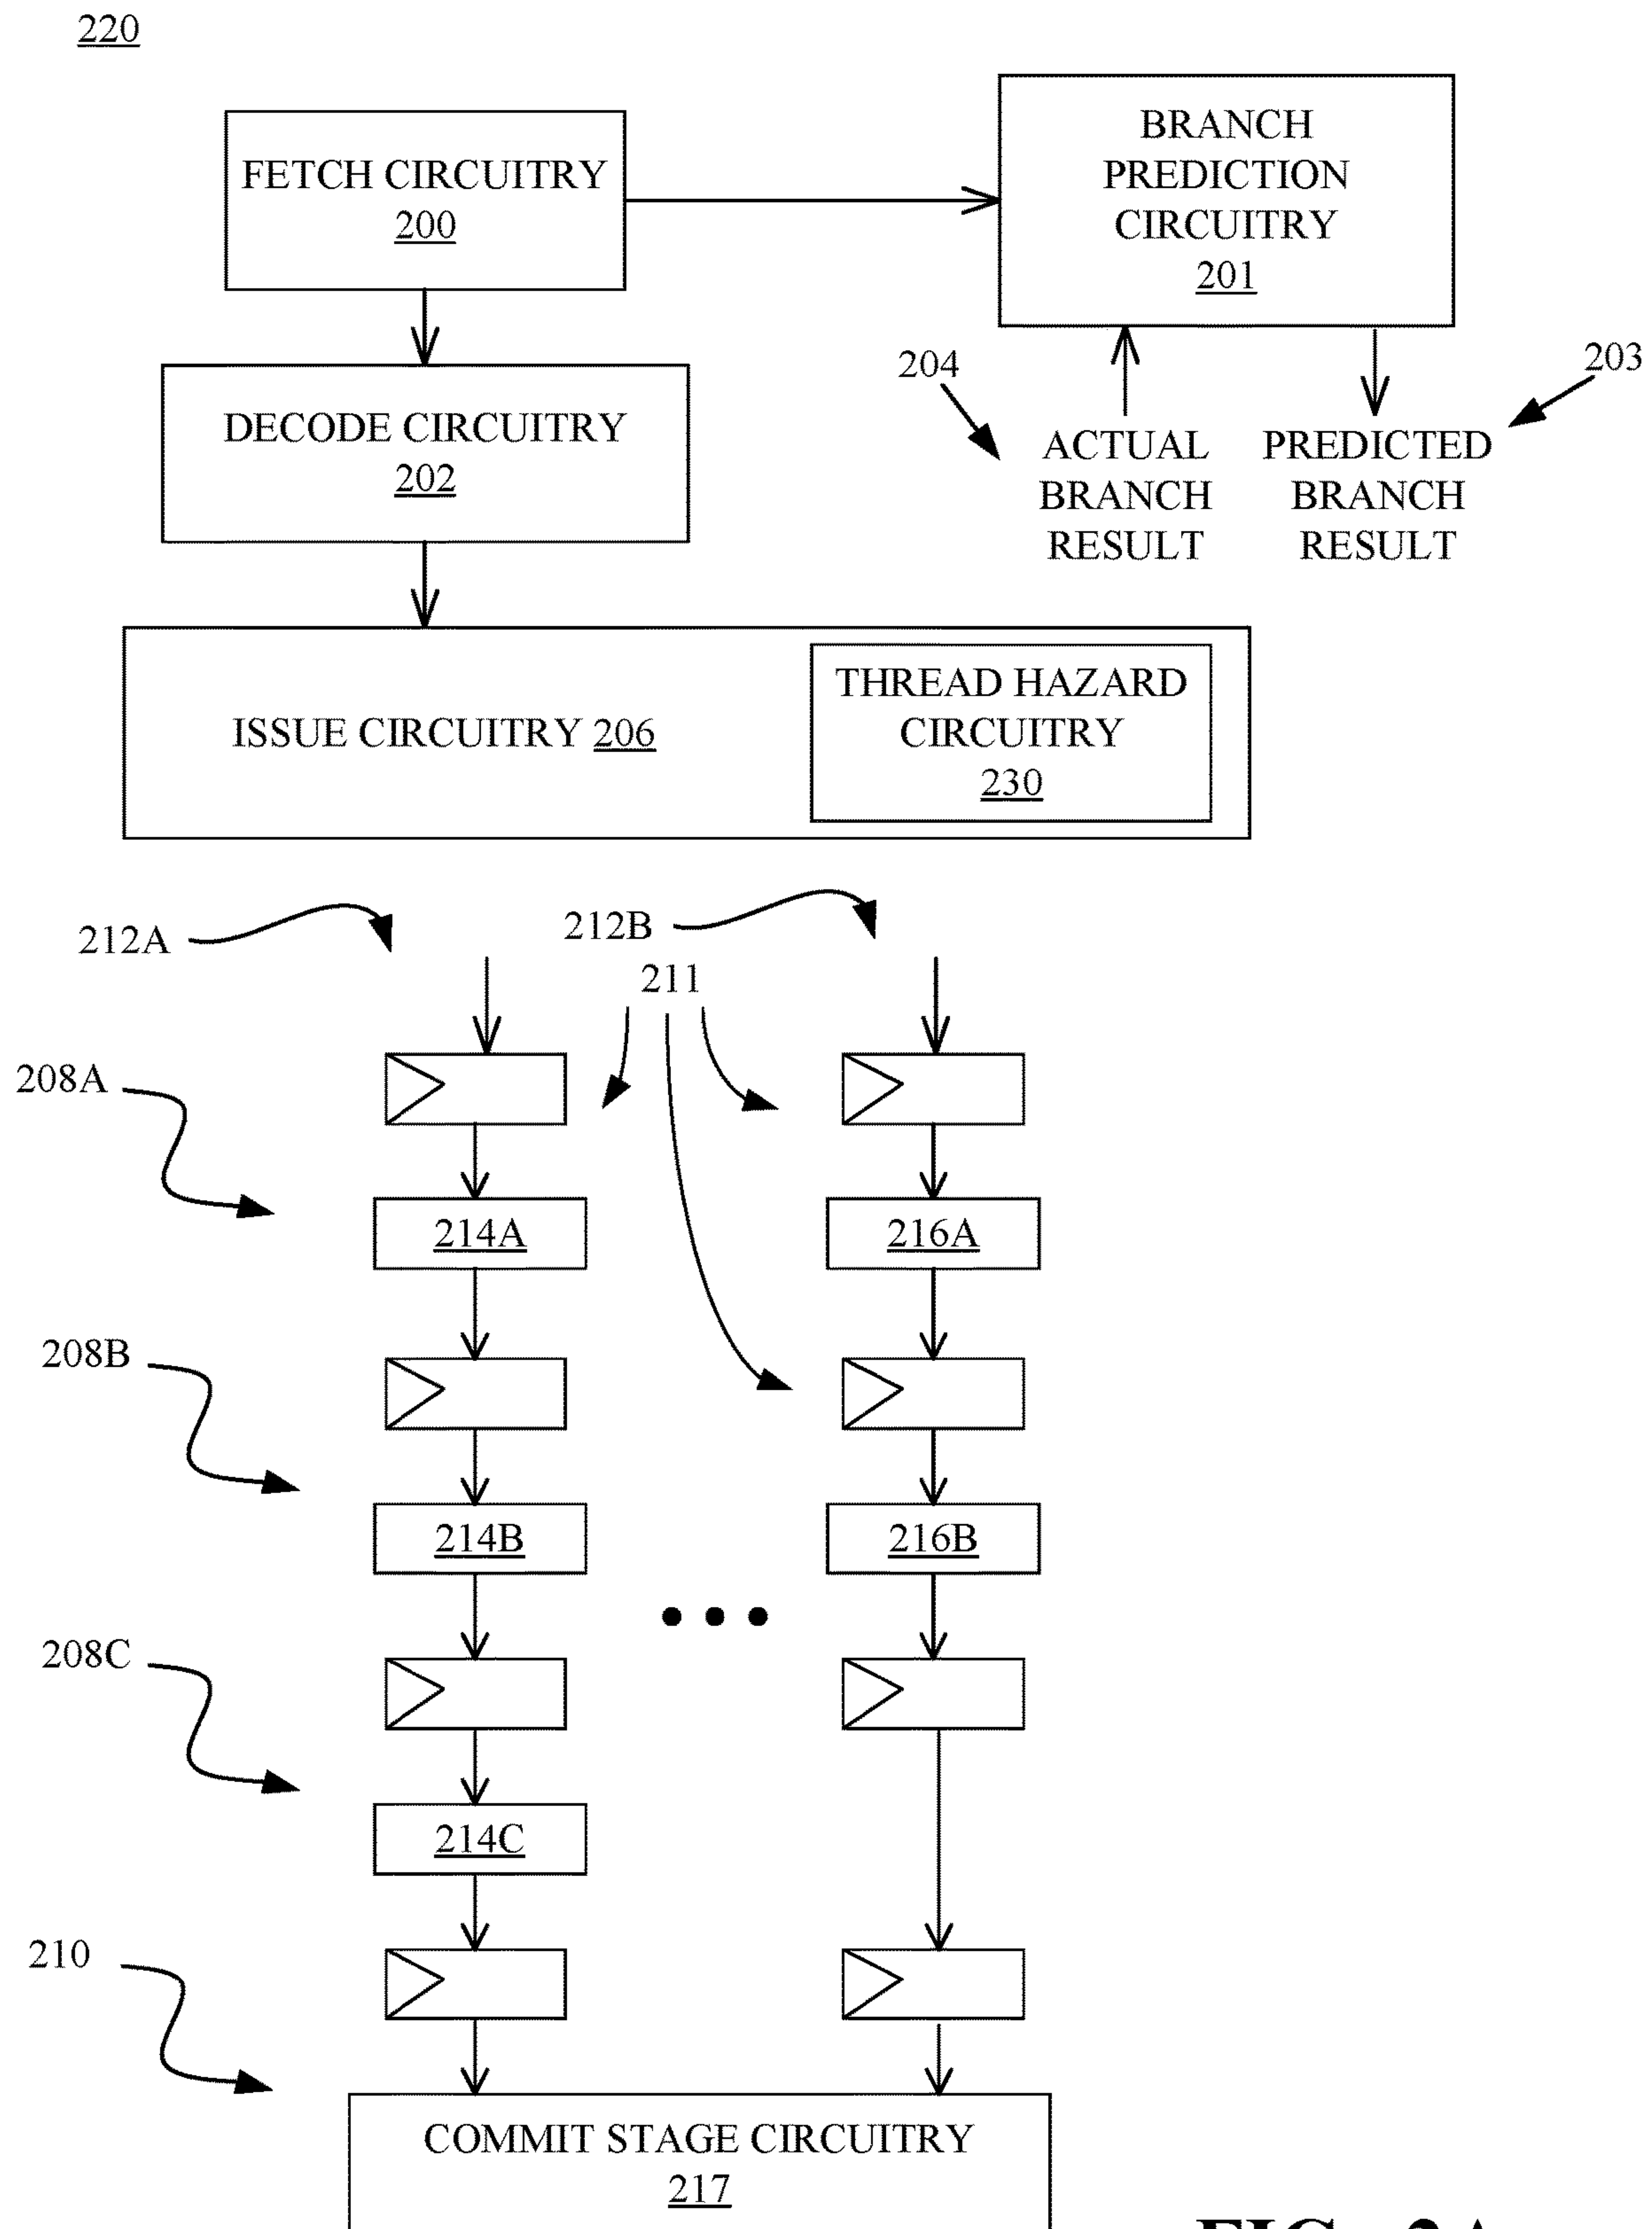 220
FETCH CIRCUITRY
200
BRANCH
PREDICTION
CIRCUITRY
201
DECODE CIRCUITRY
202
204
203
ACTUAL
BRANCH
RESULT
PREDICTED
BRANCH
RESULT
ISSUE CIRCUITRY 206
THREAD HAZARD
CIRCUITRY
230
212A
212B
211
208A
214A
216A
208B
214B
216B
208C
214C
210
COMMIT STAGE CIRCUITRY
217
FIG. 2A